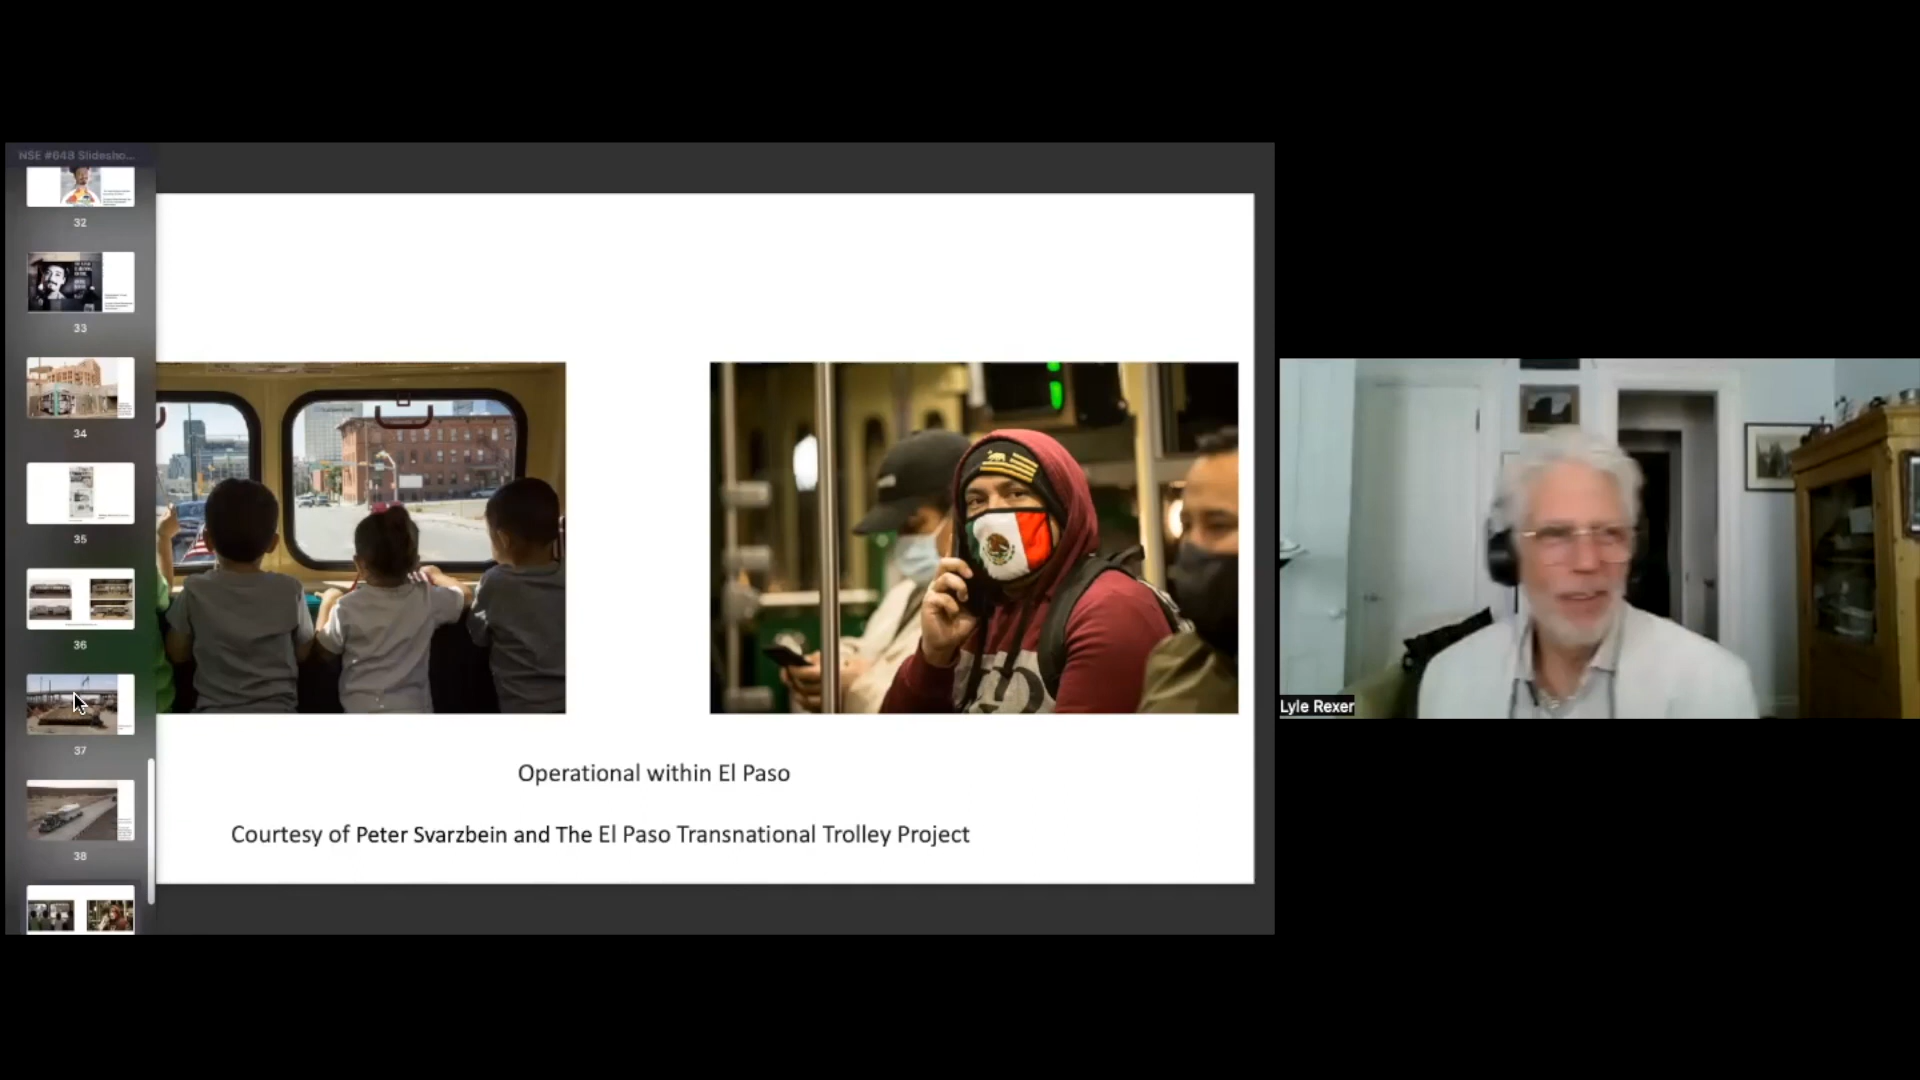 NSE #648 Slidesho...
32
33
34
35
36
37
38
Operational within El Paso
Courtesy of Peter Svarzbein and The El Paso Transnational Trolley Project
Lyle Rexer